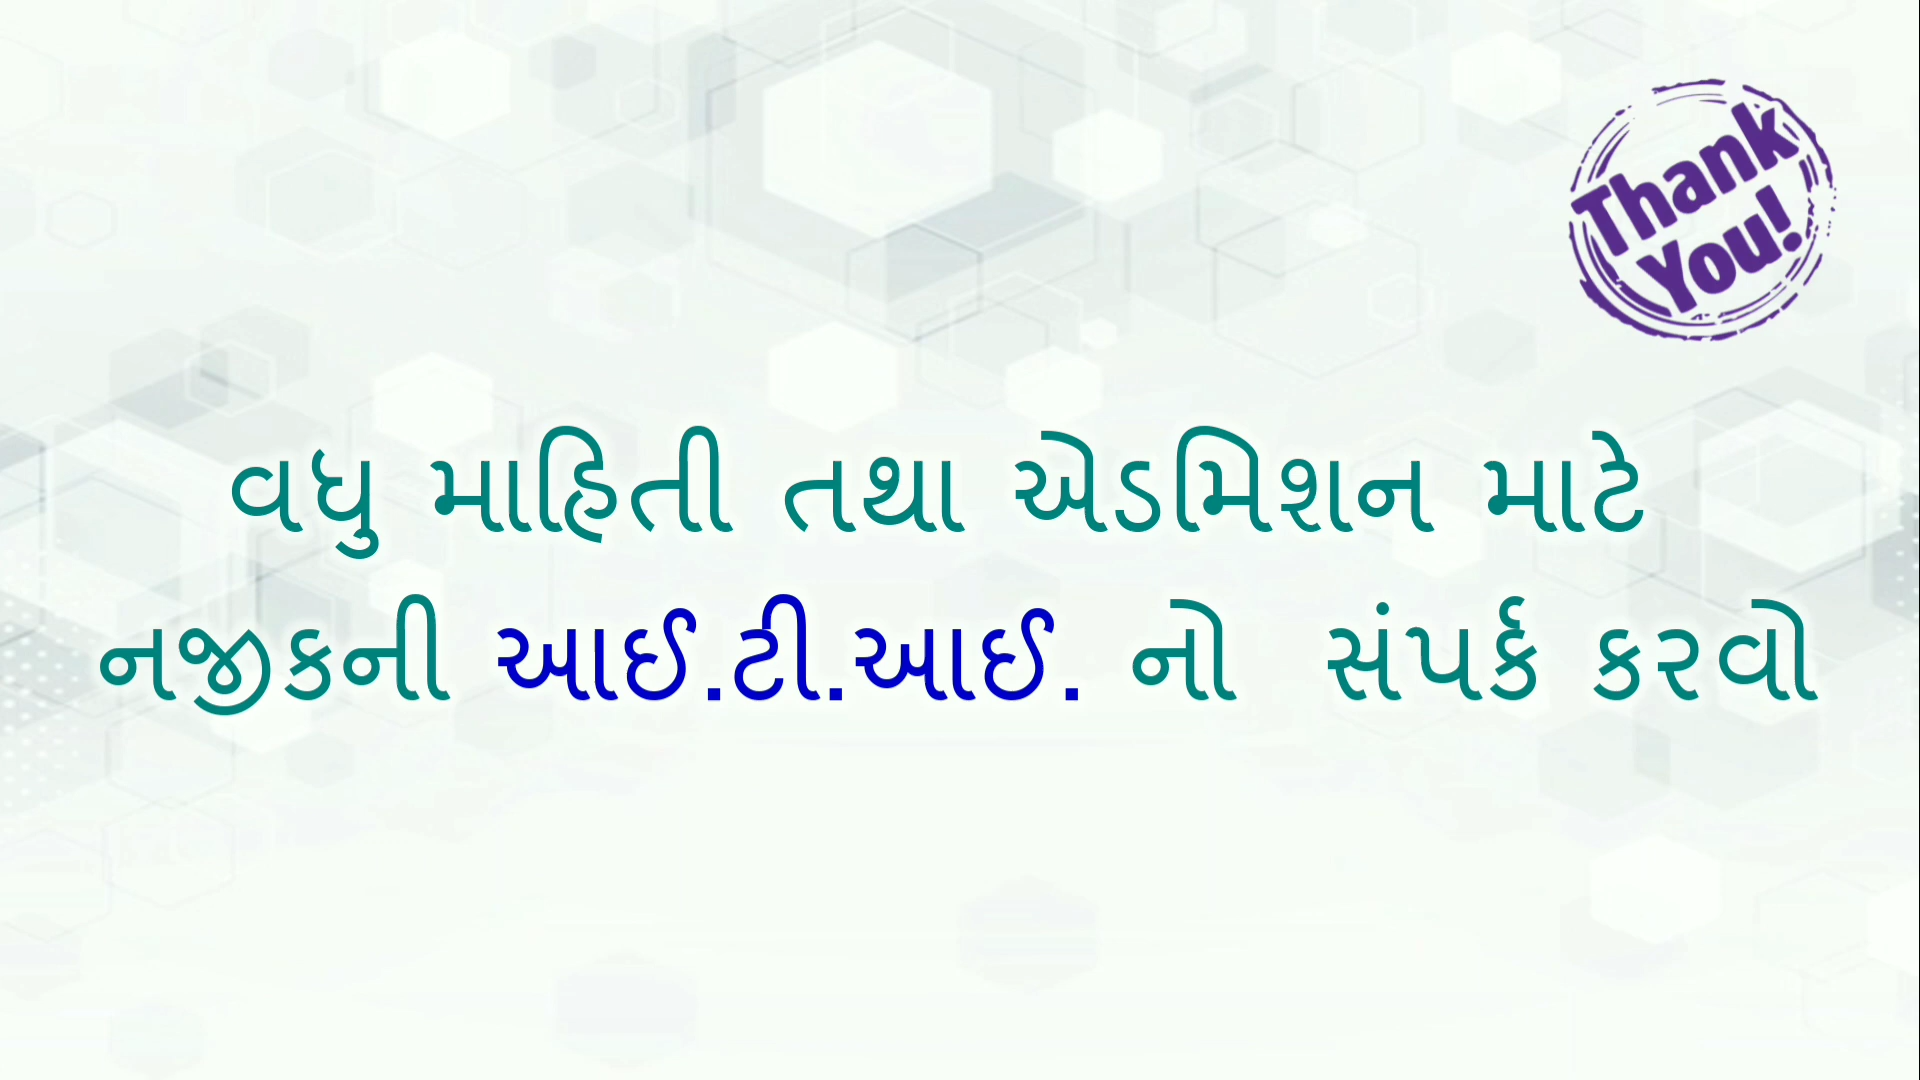 Thank
You!
વધુ માહિતી તથા એડમિશન માટે
નજીકની આઈ.ટી.આઈ. નો સંપર્ક કરવો